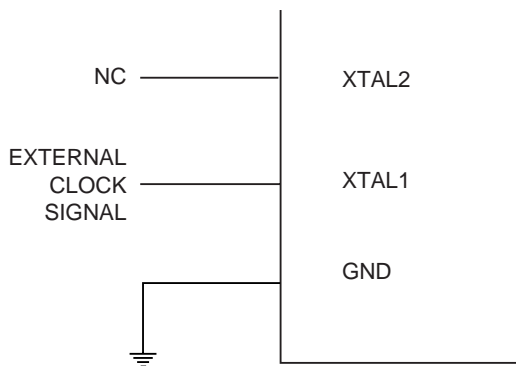 NC
XTAL2
EXTERNAL
CLOCK
SIGNAL
XTAL1
GND